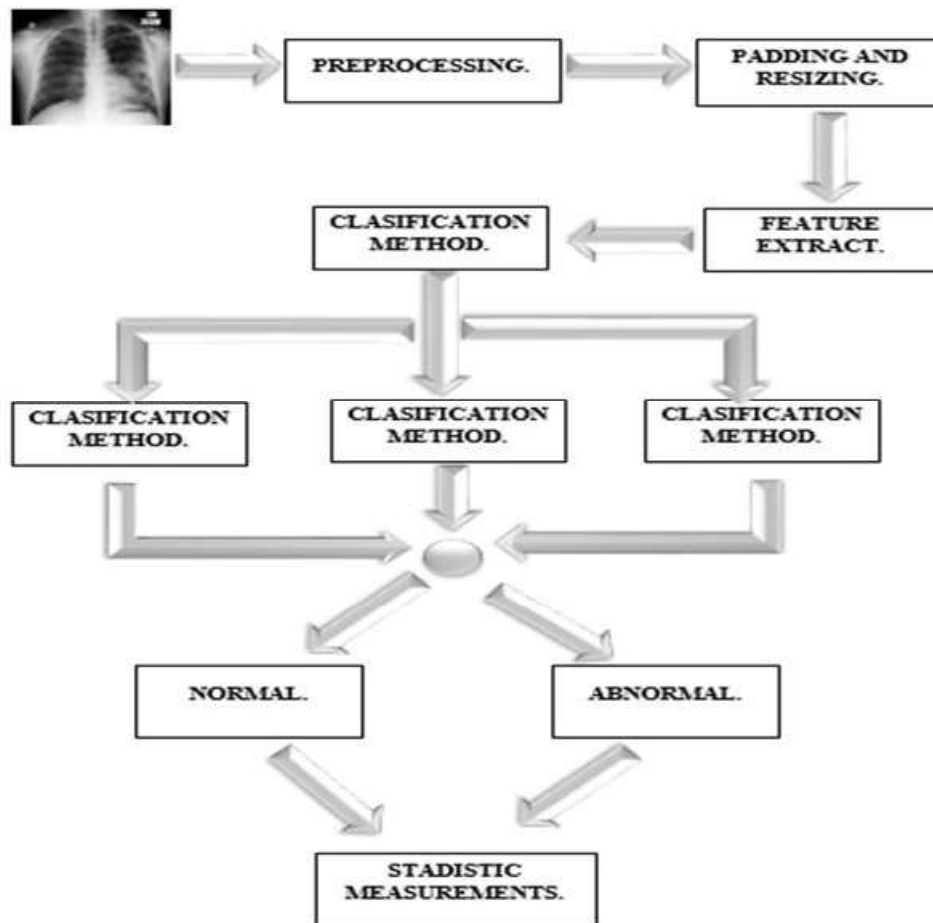 PREPROCESSING.
PADDING AND
RESIZING.
CLASIFICATION
METHOD.
FEATURE
EXTRACT.
CLASIFICATION
METHOD.
CLASIFICATION
METHOD.
CLASIFICATION
METHOD.
NORMAL.
ABNORMAL.
STADISTIC
MEASUREMENTS.